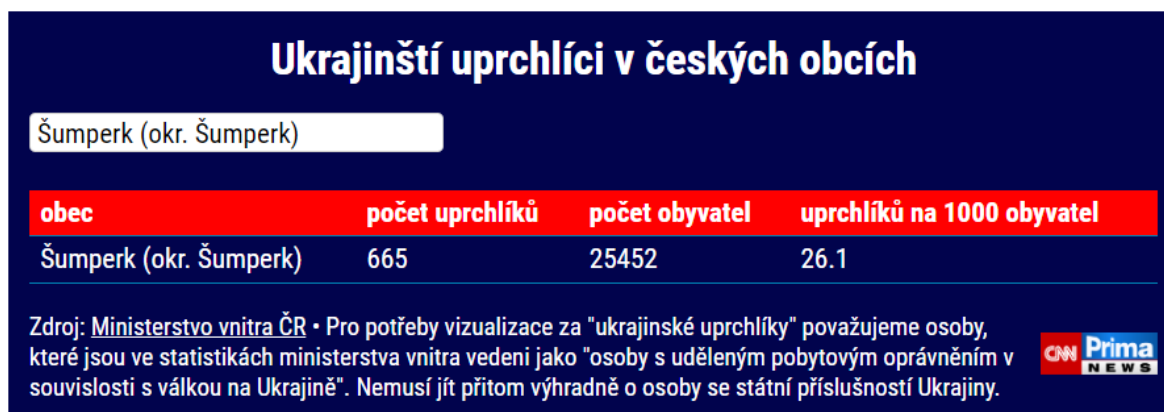 Ukrajinští uprchlíci v českých obcích
Šumperk (okr. Šumperk)
obec počet uprchlíků počet obyvatel uprchlíků na 1000 obyvatel
Šumperk (okr. Šumperk) 665 25452 26.1
Zdroj: Ministerstvo vnitra ČR • Pro potřeby vizualizace za "ukrajinské uprchlíky" považujeme osoby,
které jsou ve statistikách ministerstva vnitra vedeni jako "osoby s uděleným pobytovým oprávněním v
souvislosti s válkou na Ukrajině". Nemusí jít přitom výhradně o osoby se státní příslušností Ukrajiny.
CNN Prima
NEWS